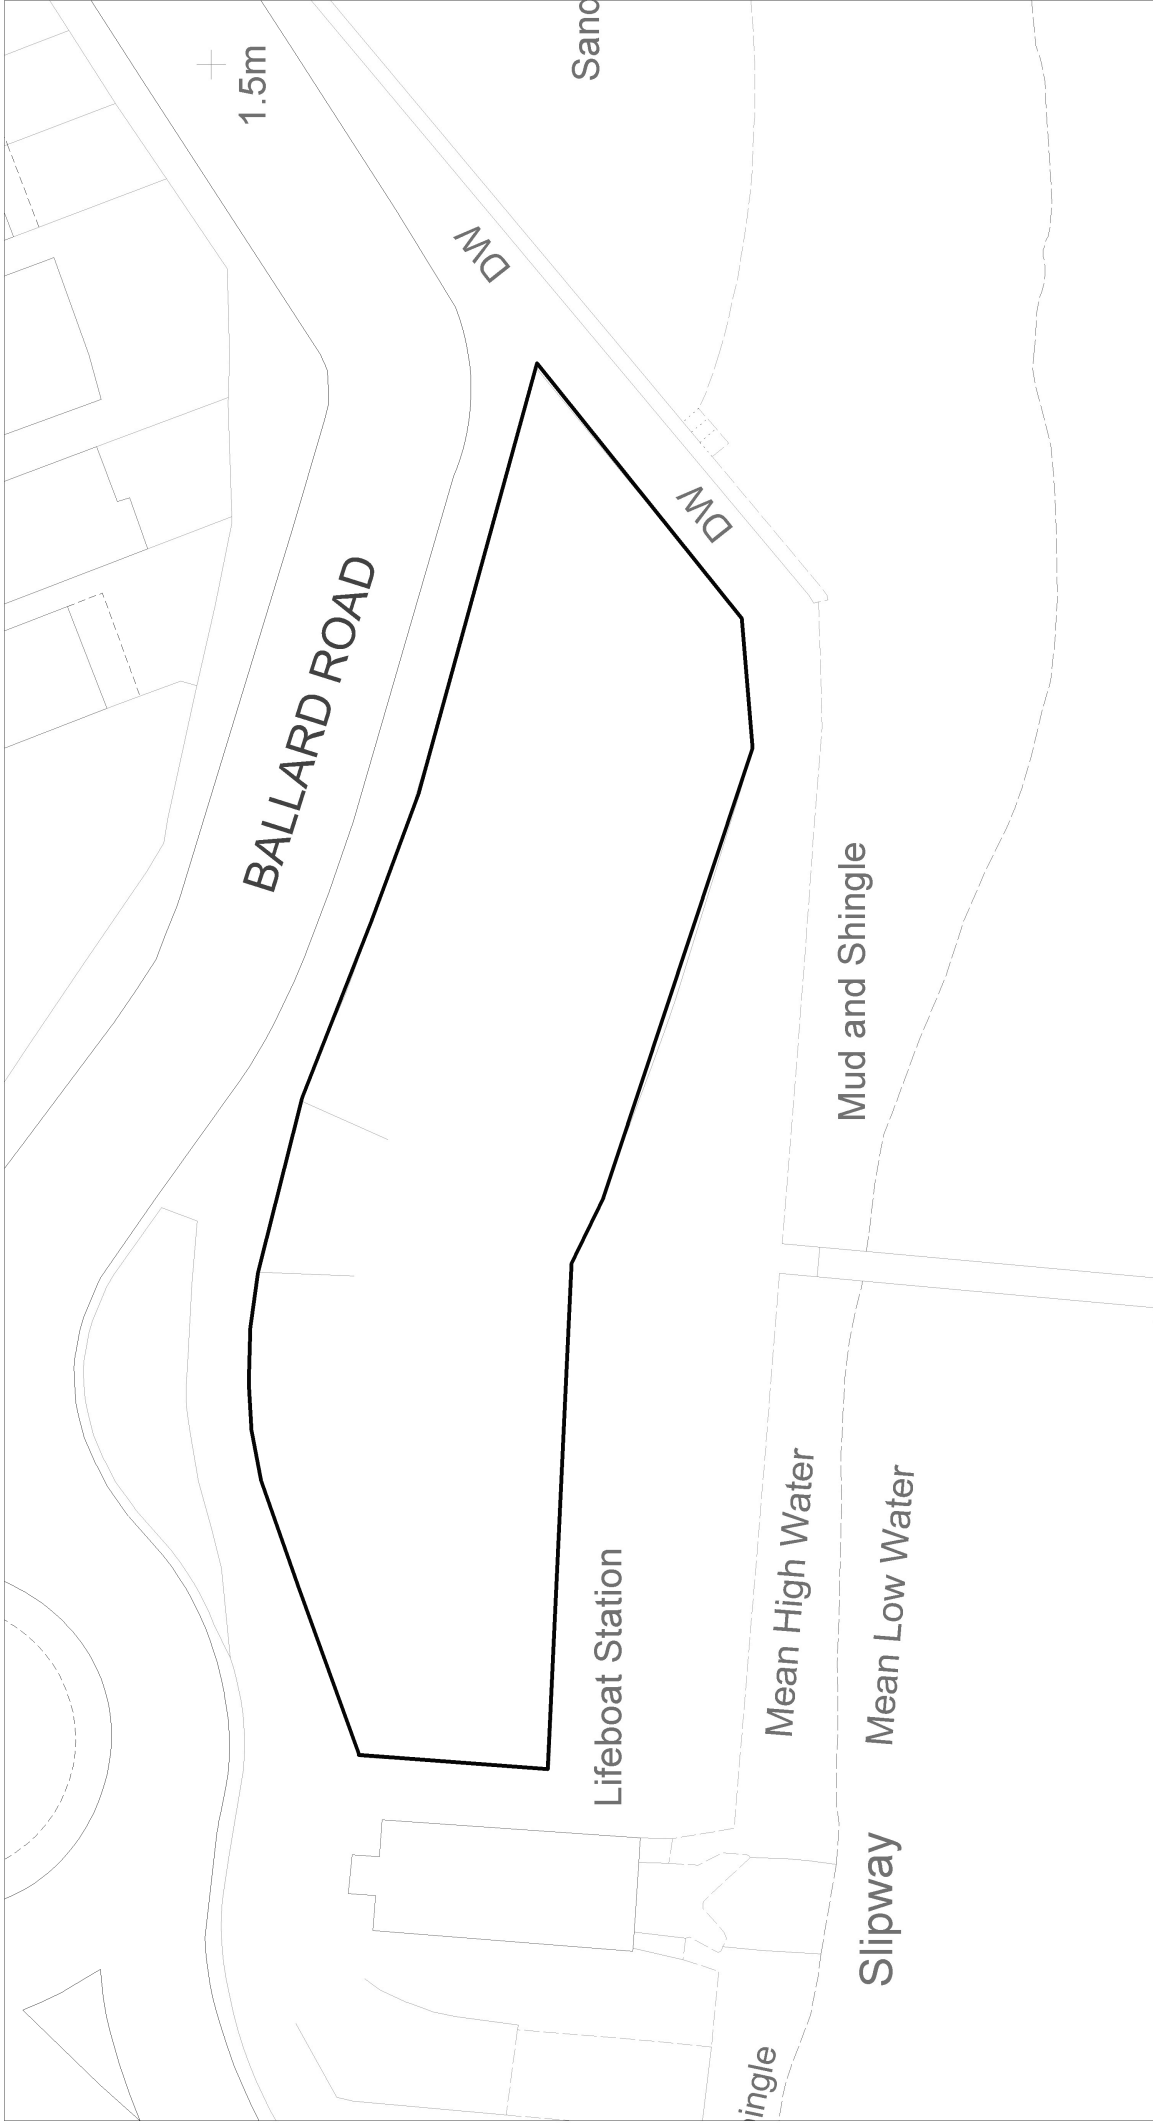 1.5m
Sand
DW
DW
BALLARD ROAD
Mud and Shingle
Mean High Water
Mean Low Water
Lifeboat Station
Slipway
ingle